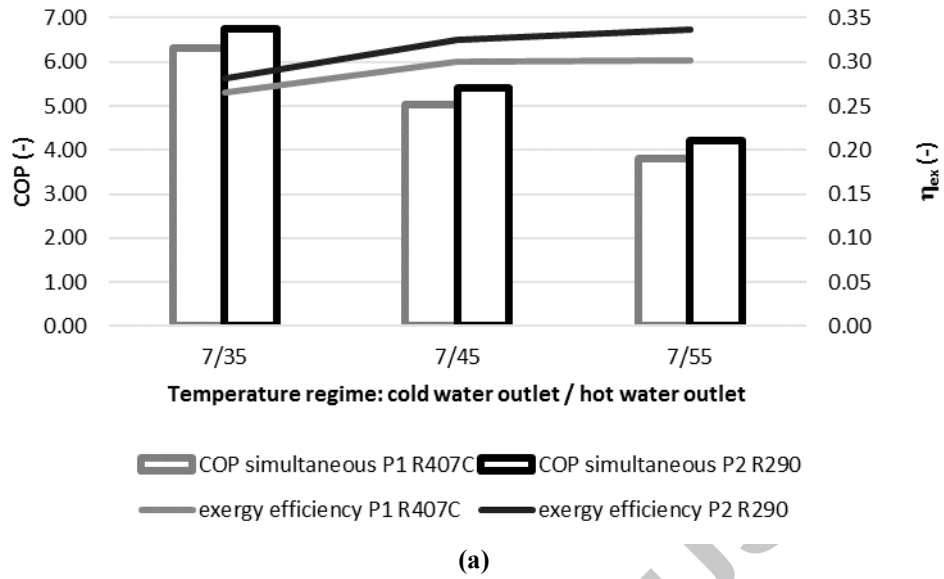 7.00 0.35
6.00 0.30
5.00 0.25
4.00 0.20
3.00 0.15
2.00 0.10
1.00 0.05
0.00 0.00
COP (-)
ηex (-)
7/35 7/45 7/55
Temperature regime: cold water outlet / hot water outlet
COP simultaneous P1 R407C COP simultaneous P2 R290
exergy efficiency P1 R407C exergy efficiency P2 R290
(a)